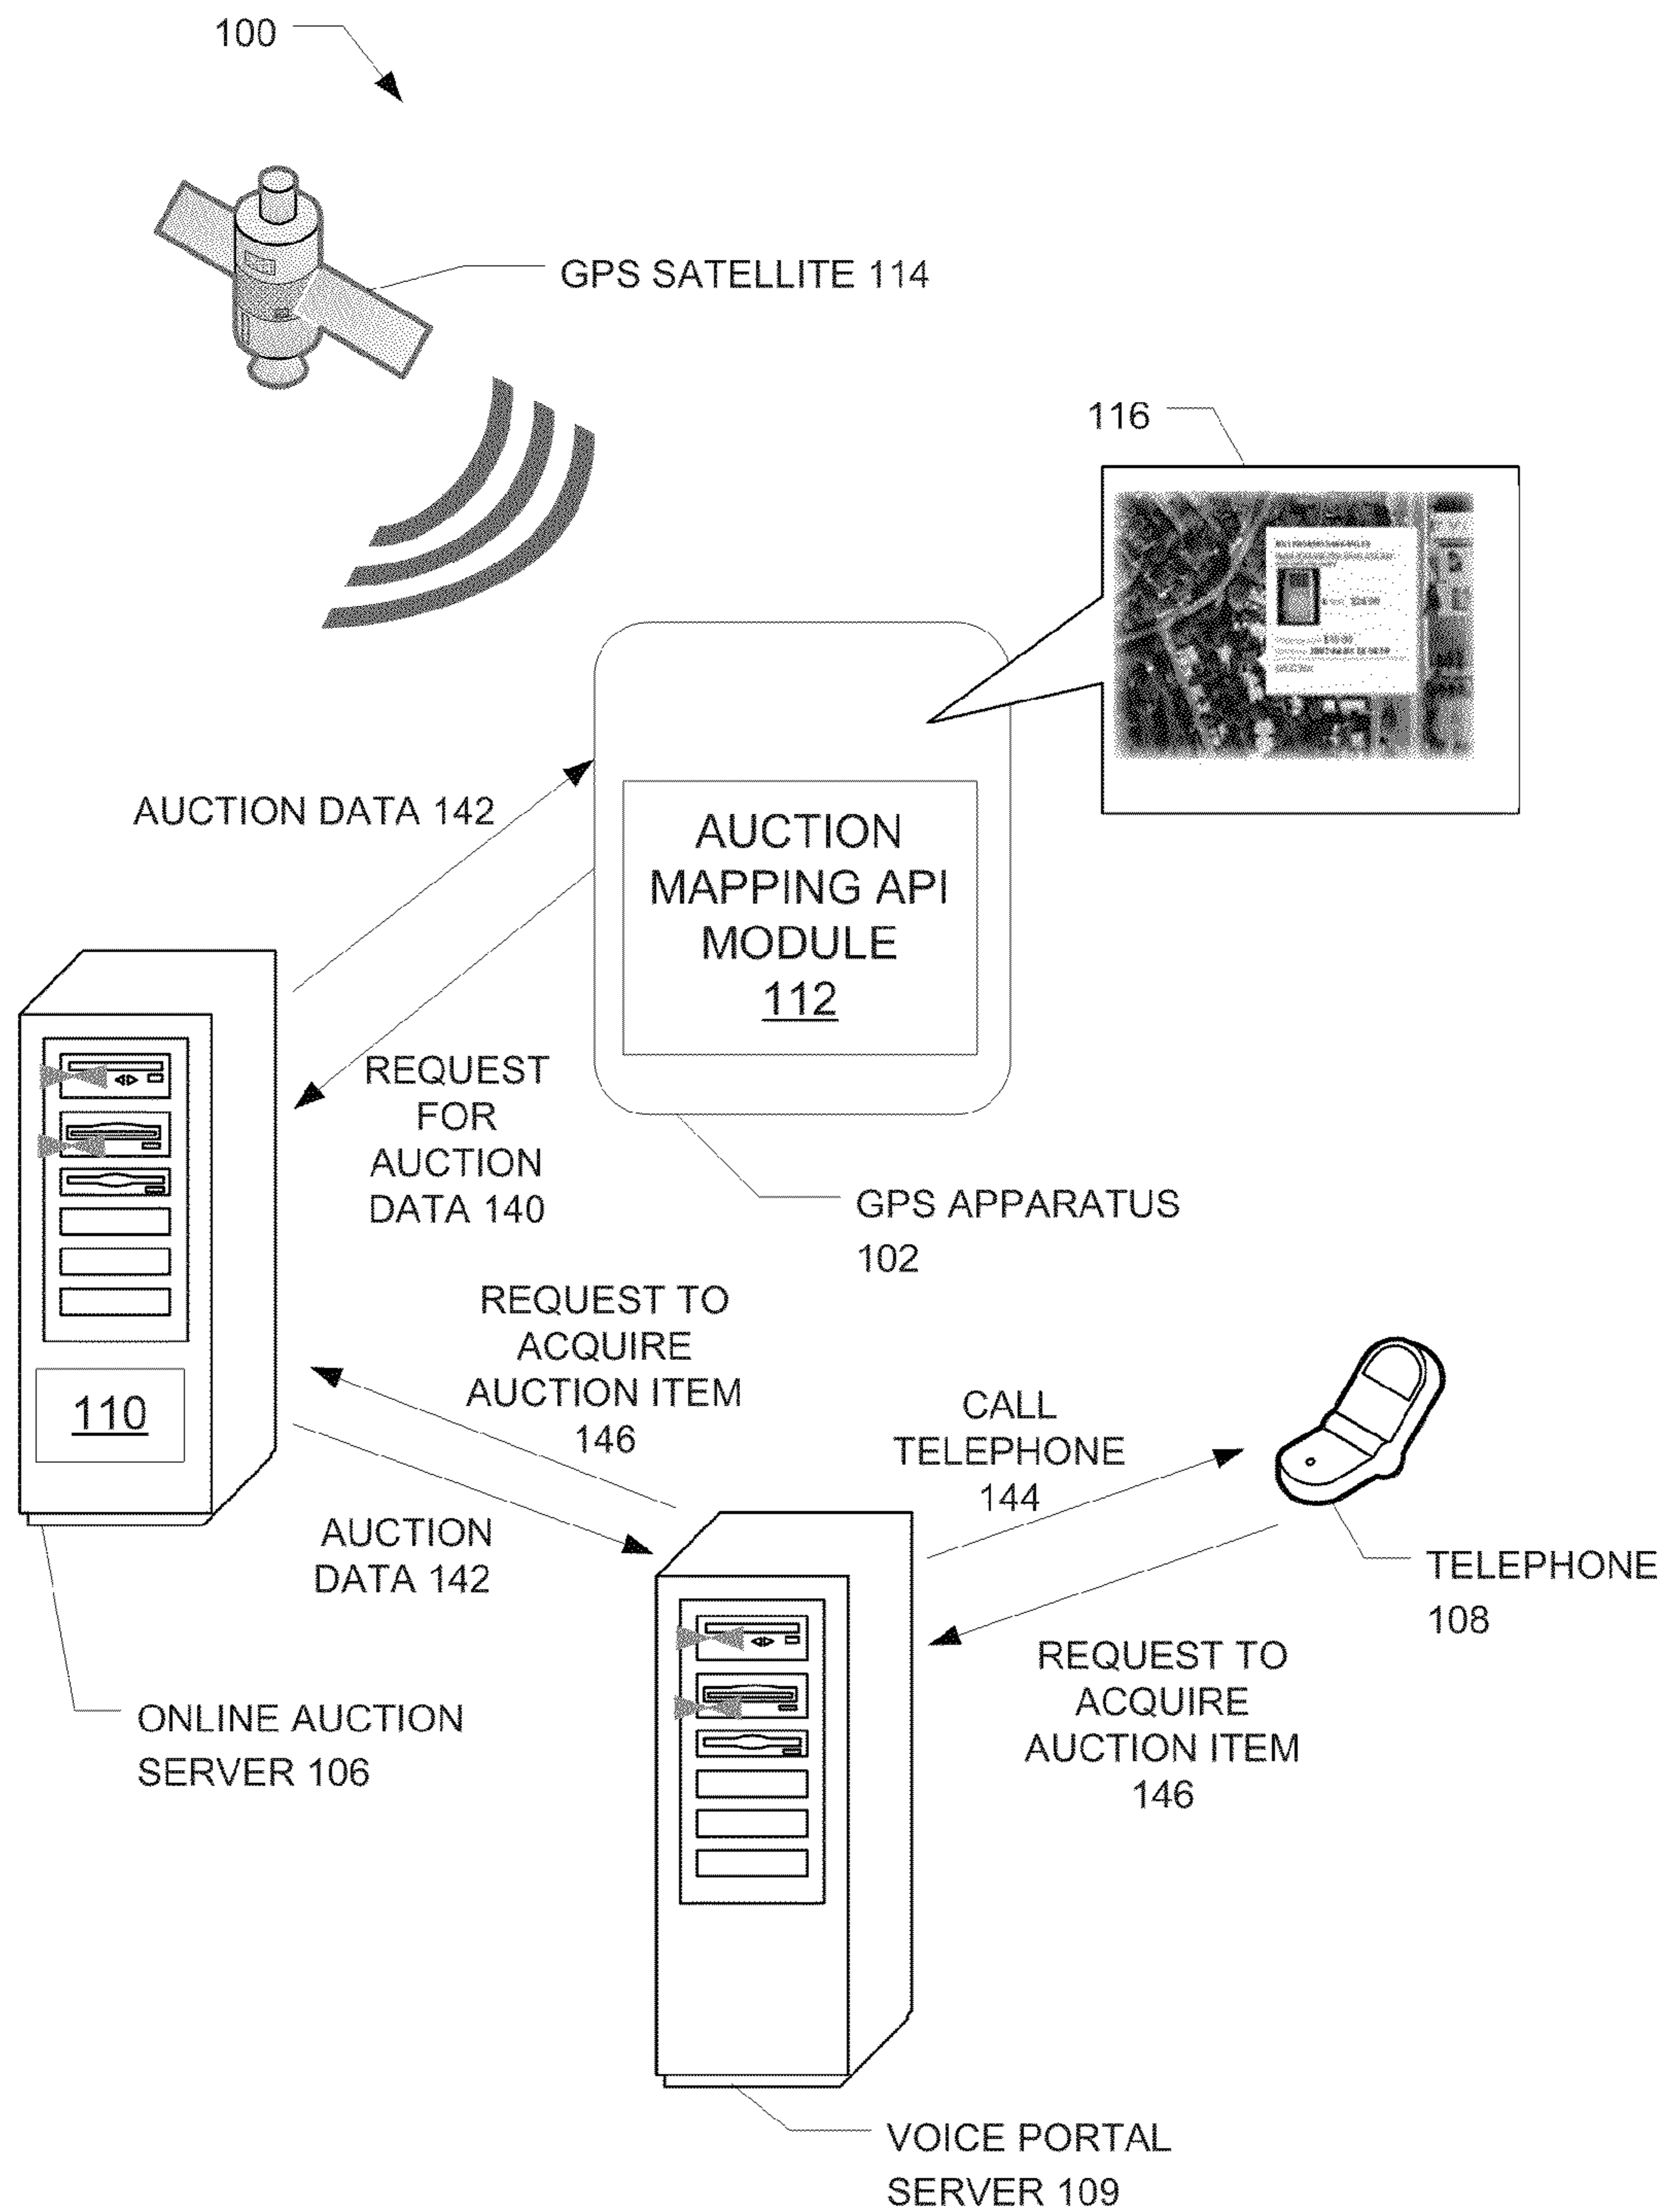 100
GPS SATELLITE 114
116
AUCTION DATA 142
AUCTION
MAPPING API
MODULE
112
REQUEST
FOR
AUCTION
DATA 140
GPS APPARATUS
102
REQUEST TO
ACQUIRE
AUCTION ITEM
146
CALL
TELEPHONE
144
110
AUCTION
DATA 142
TELEPHONE
108
REQUEST TO
ACQUIRE
AUCTION ITEM
146
ONLINE AUCTION
SERVER 106
VOICE PORTAL
SERVER 109